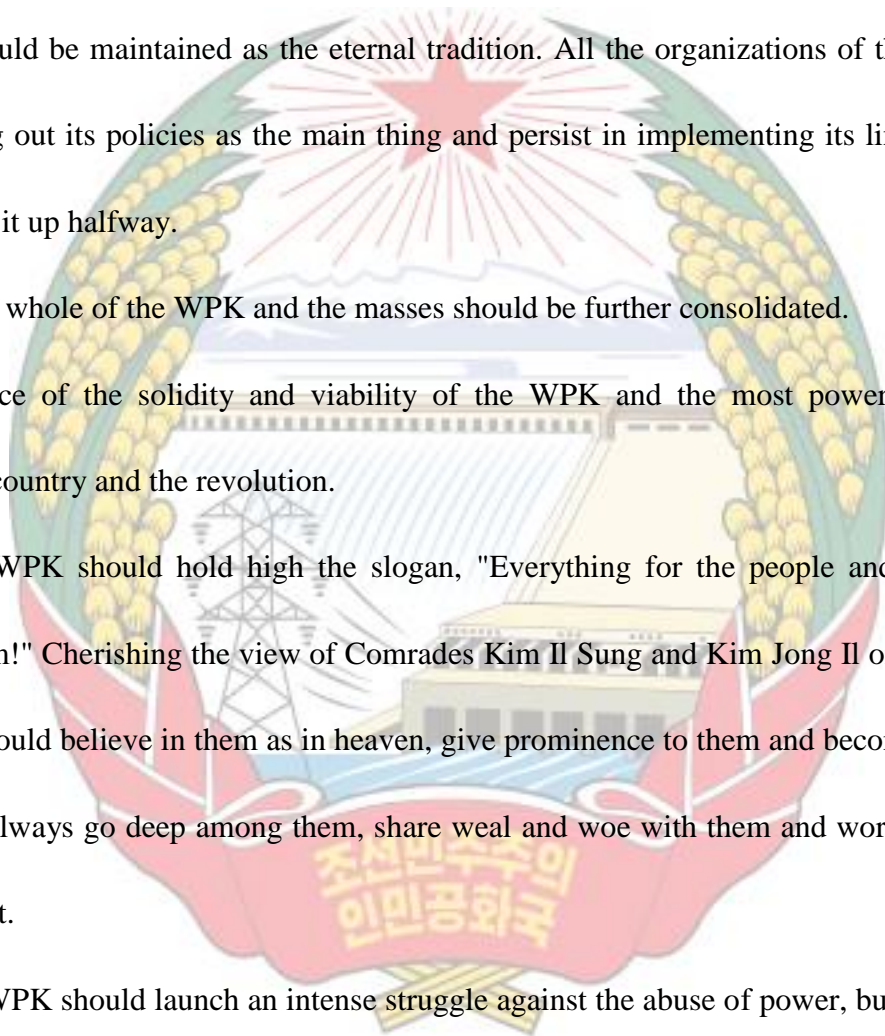 uld be maintained as the eternal tradition. All the organizations of t
g out its policies as the main thing and persist in implementing its li
it up halfway.
whole of the WPK and the masses should be further consolidated.
ce of the solidity and viability of the WPK and the most power
country and the revolution.
WPK should hold high the slogan, "Everything for the people and
n!" Cherishing the view of Comrades Kim Il Sung and Kim Jong Il o
ould believe in them as in heaven, give prominence to them and beco
lways go deep among them, share weal and woe with them and wor
t.
조선민주주의
인민공화국
WPK should launch an intense struggle against the abuse of power, bu